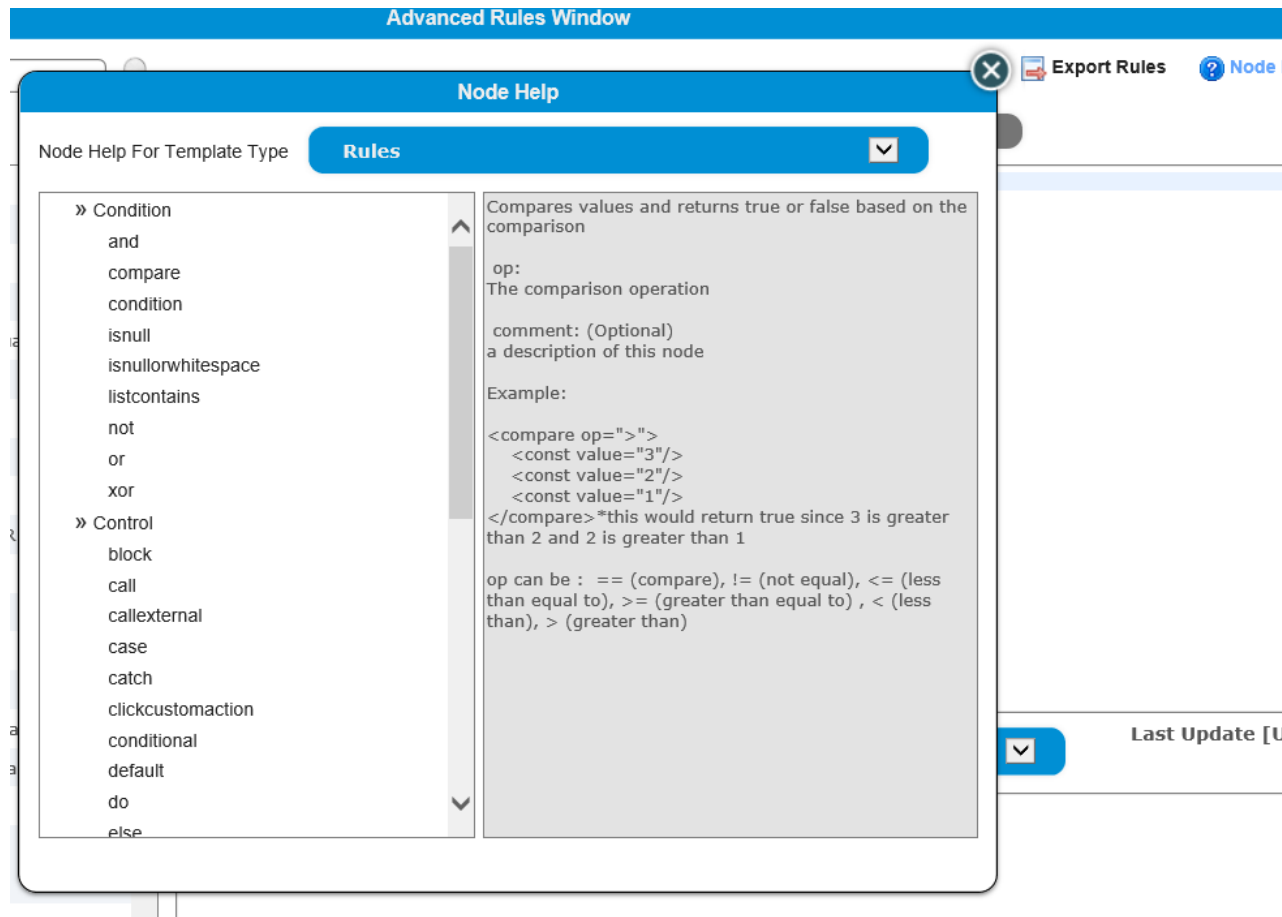 Advanced Rules Window
Export Rules
Node
Node Help
Node Help For Template Type
Rules
» Condition
and
compare
condition
isnull
isnullorwhitespace
listcontains
not
or
xor
» Control
block
call
callexternal
case
catch
clickcustomaction
conditional
default
do
else
Compares values and returns true or false based on the
comparison
op:
The comparison operation
comment: (Optional)
a description of this node
Example:
<compare op=">">
<const value="3"/>
<const value="2"/>
<const value="1"/>
</compare>*this would return true since 3 is greater
than 2 and 2 is greater than 1
op can be : == (compare), != (not equal), <= (less
than equal to), >= (greater than equal to) , < (less
than), > (greater than)
Last Update [U